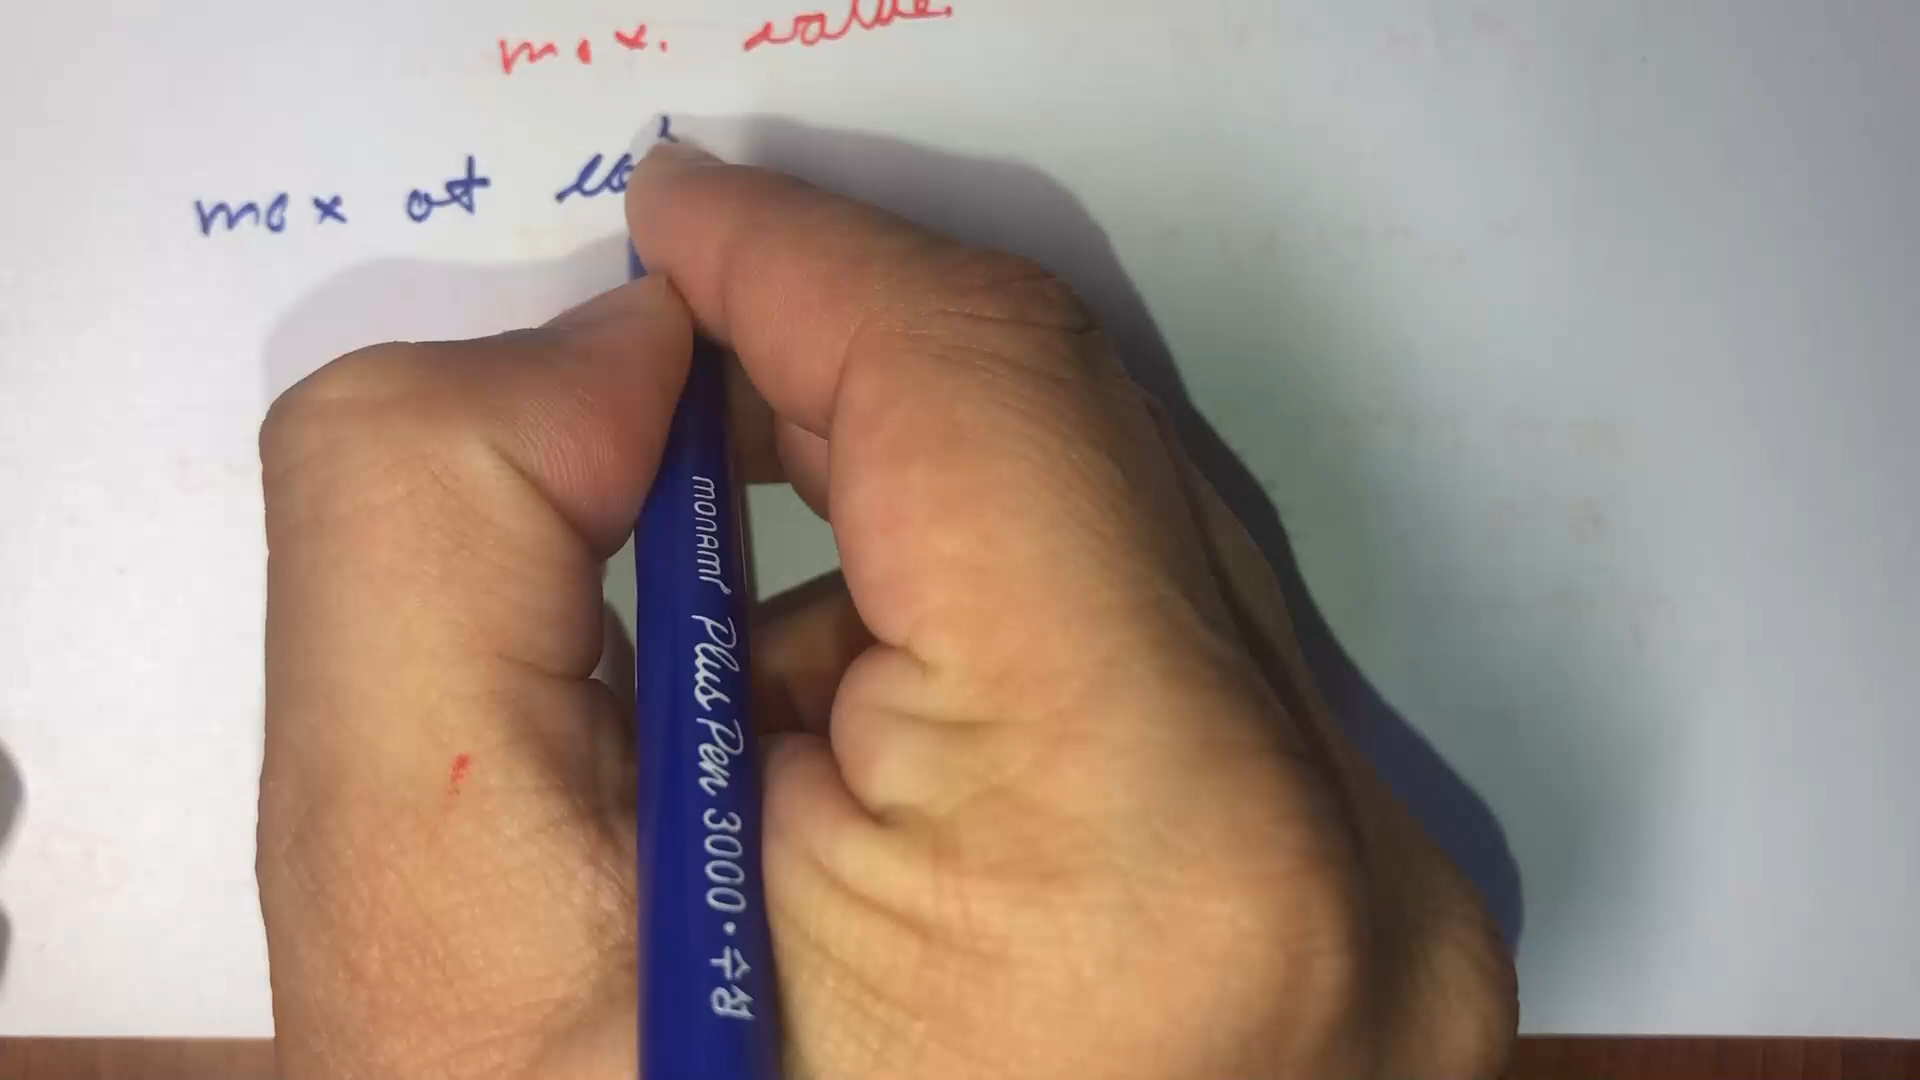 max. value.
max at
monami Plus Pen 3000 • 수성